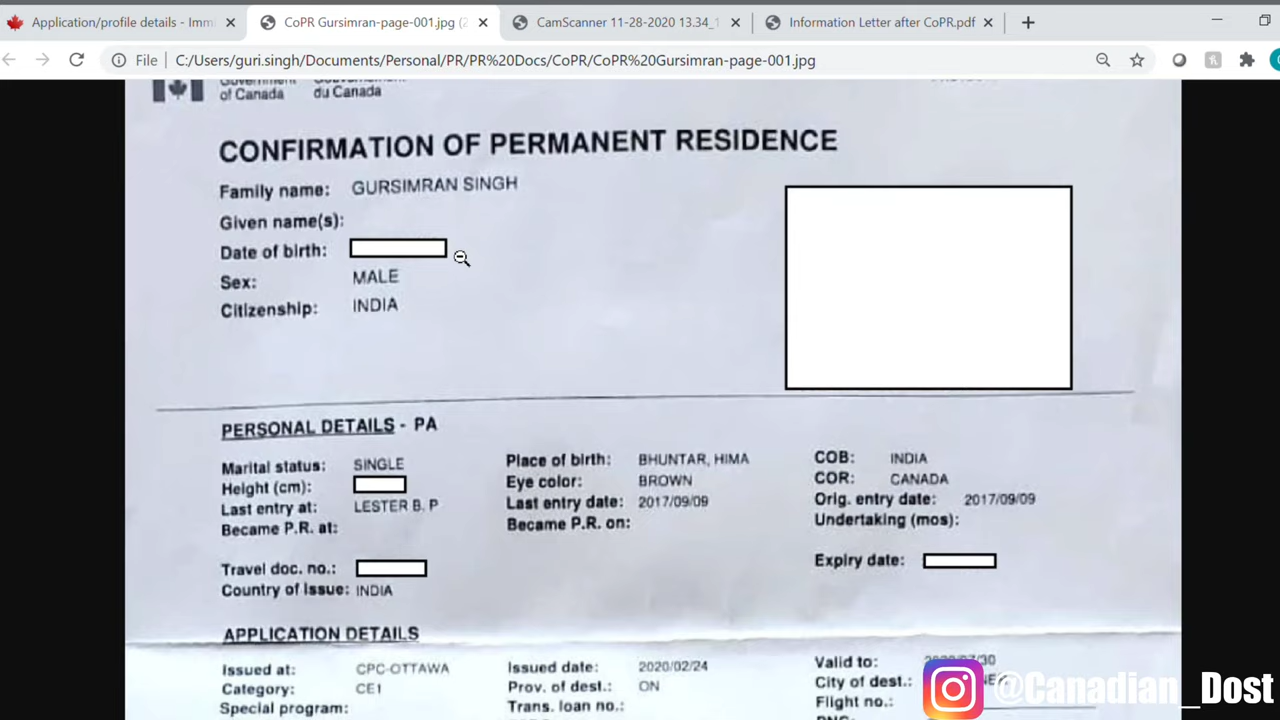 Application/profile details - Immi
CoPR Gursimran-page-001.jpg (2
CamScanner 11-28-2020 13.34_1
Information Letter after CoPR.pdf
File C:/Users/guri.singh/Documents/Personal/PR/PR%20Docs/CoPR/CoPR%20Gursimran-page-001.jpg
Government Gouvernement
of Canada du Canada
CONFIRMATION OF PERMANENT RESIDENCE
Family name: GURSIMRAN SINGH
Given name(s):
Date of birth:
Sex: MALE
Citizenship: INDIA
PERSONAL DETAILS - PA
Marital status: SINGLE Place of birth: BHUNTAR, HIMA COB: INDIA
Height (cm): Eye color: BROWN COR: CANADA
Last entry at: LESTER B. P Last entry date: 2017/09/09 Orig. entry date: 2017/09/09
Became P.R. at: Became P.R. on: Undertaking (mos):
Travel doc. no.: Expiry date:
Country of Issue: INDIA
APPLICATION DETAILS
Issued at: CPC-OTTAWA Issued date: 2020/02/24 Valid to:
Category: CE1 Prov. of dest.: ON City of dest.:
Special program: Trans. loan no.: Flight no.:
@Canadian_Dost